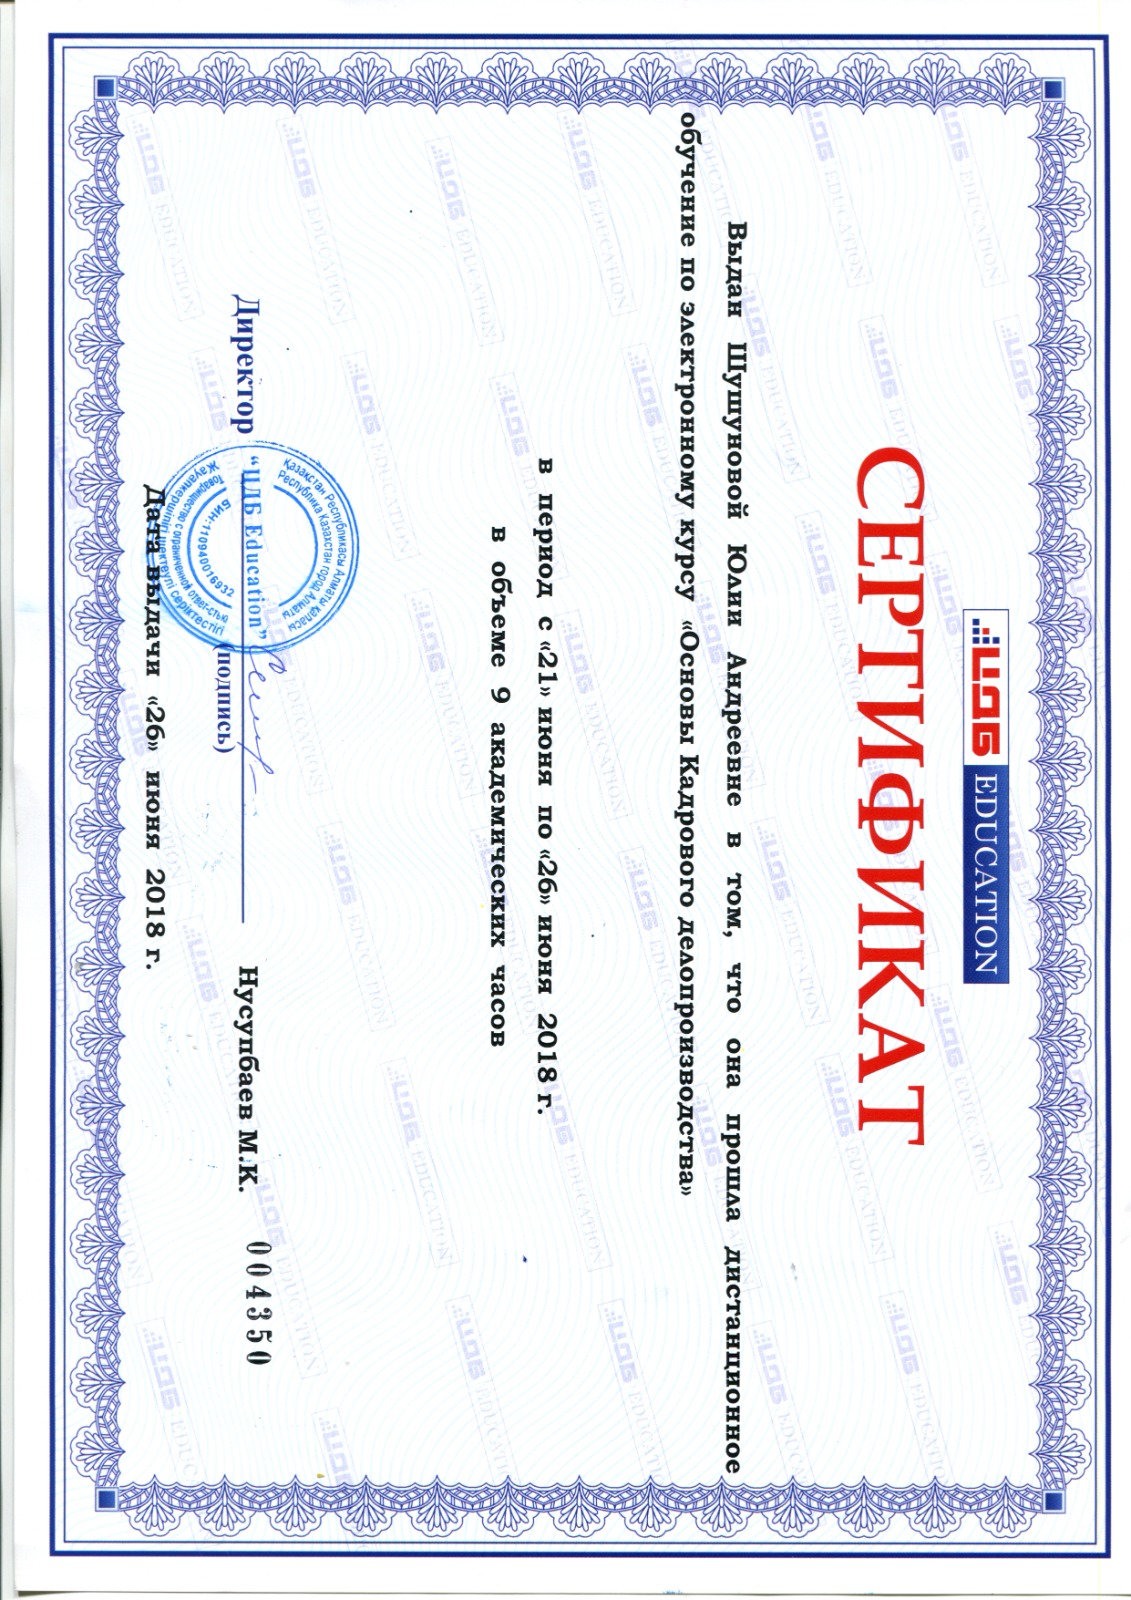 ЦДБ EDUCATION
СЕРТИФИКАТ
Выдан Шушуновой Юлии Андреевне в том, что она прошла дистанционное
обучение по электронному курсу «Основы Кадрового делопроизводства»
в период с «21» июня по «26» июня 2018 г.
в объеме 9 академических часов
Қазақстан Республикасы Алматы қаласы
Республика Казахстан город Алматы
Директор
"ЦДБ Education"
Нусупбаев М.К.
004350
(подпись)
БИН:110940016932
Товарищество с ограниченной ответ-стью
Жауапкершілігі шектеулі серіктестігі
Дата выдачи «26» июня 2018 г.